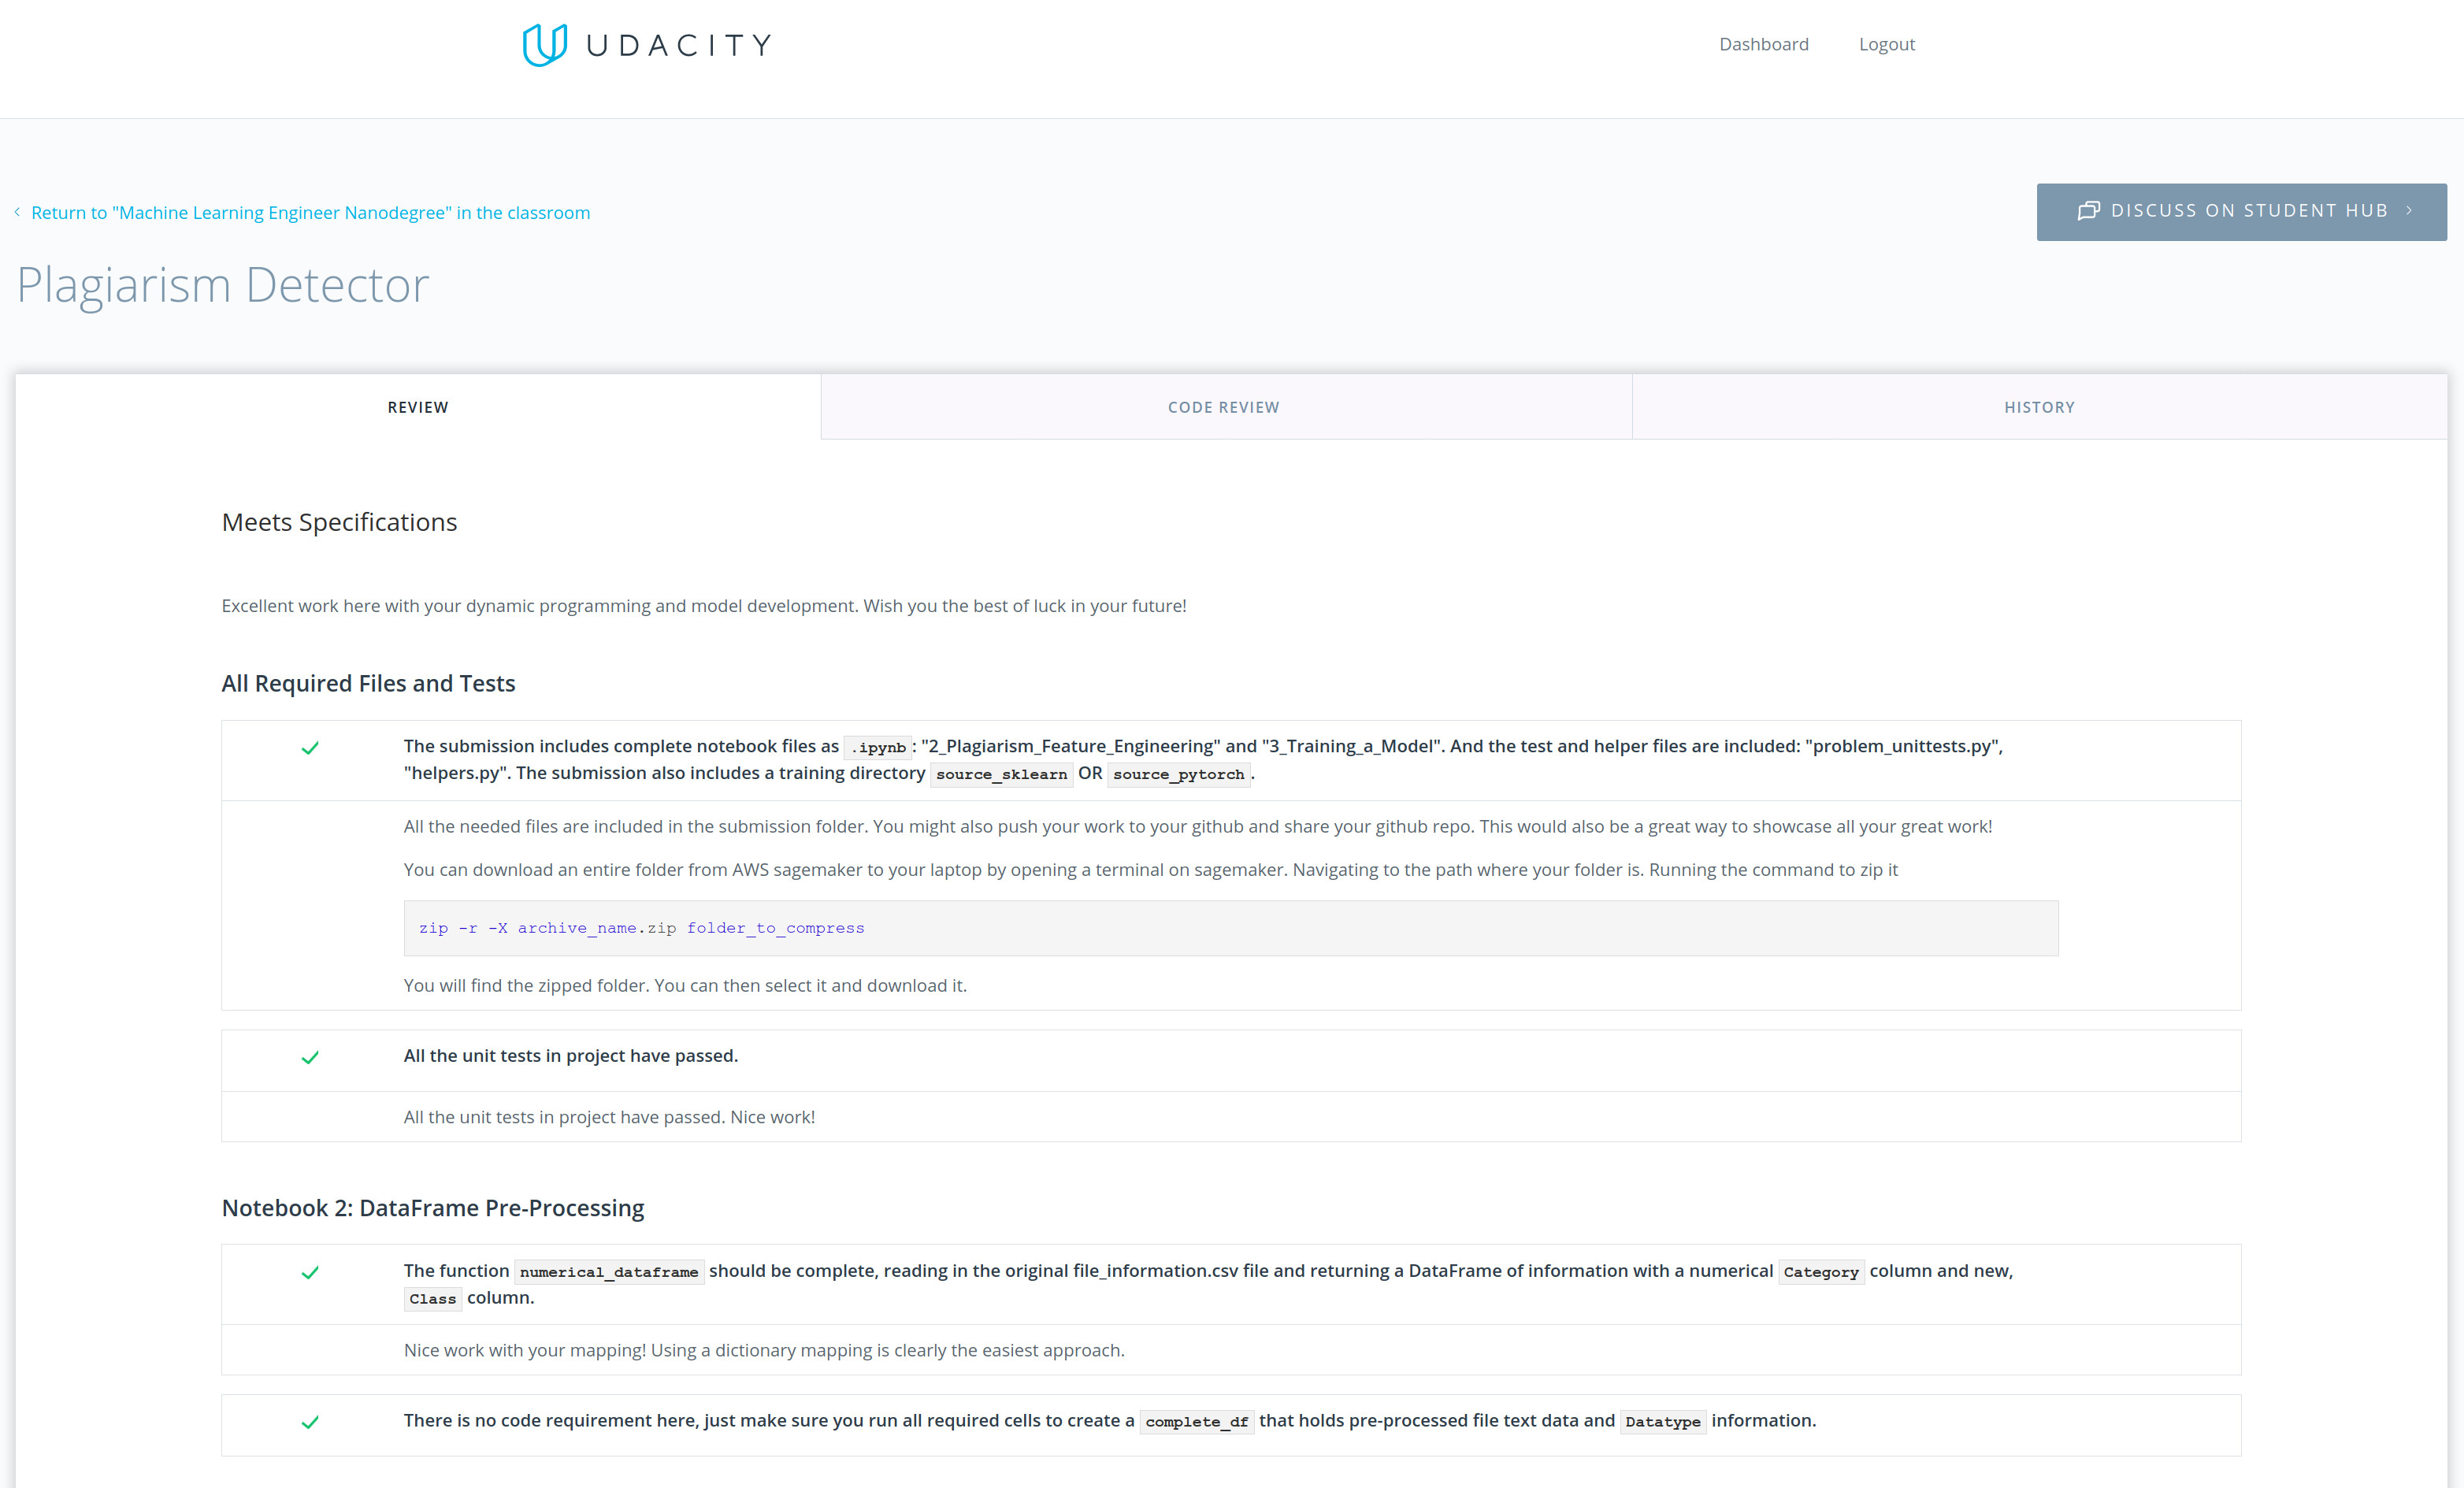 UDACITY
Dashboard
Logout
Return to "Machine Learning Engineer Nanodegree" in the classroom
DISCUSS ON STUDENT HUB
Plagiarism Detector
REVIEW
CODE REVIEW
HISTORY
Meets Specifications
Excellent work here with your dynamic programming and model development. Wish you the best of luck in your future!
All Required Files and Tests
The submission includes complete notebook files as .ipynb: "2_Plagiarism_Feature_Engineering" and "3_Training_a_Model". And the test and helper files are included: "problem_unittests.py",
"helpers.py". The submission also includes a training directory source_sklearn OR source_pytorch.
All the needed files are included in the submission folder. You might also push your work to your github and share your github repo. This would also be a great way to showcase all your great work!
You can download an entire folder from AWS sagemaker to your laptop by opening a terminal on sagemaker. Navigating to the path where your folder is. Running the command to zip it
zip -r -X archive_name.zip folder_to_compress
You will find the zipped folder. You can then select it and download it.
All the unit tests in project have passed.
All the unit tests in project have passed. Nice work!
Notebook 2: DataFrame Pre-Processing
The function numerical_dataframe should be complete, reading in the original file_information.csv file and returning a DataFrame of information with a numerical Category column and new,
Class column.
Nice work with your mapping! Using a dictionary mapping is clearly the easiest approach.
There is no code requirement here, just make sure you run all required cells to create a complete_df that holds pre-processed file text data and Datatype information.